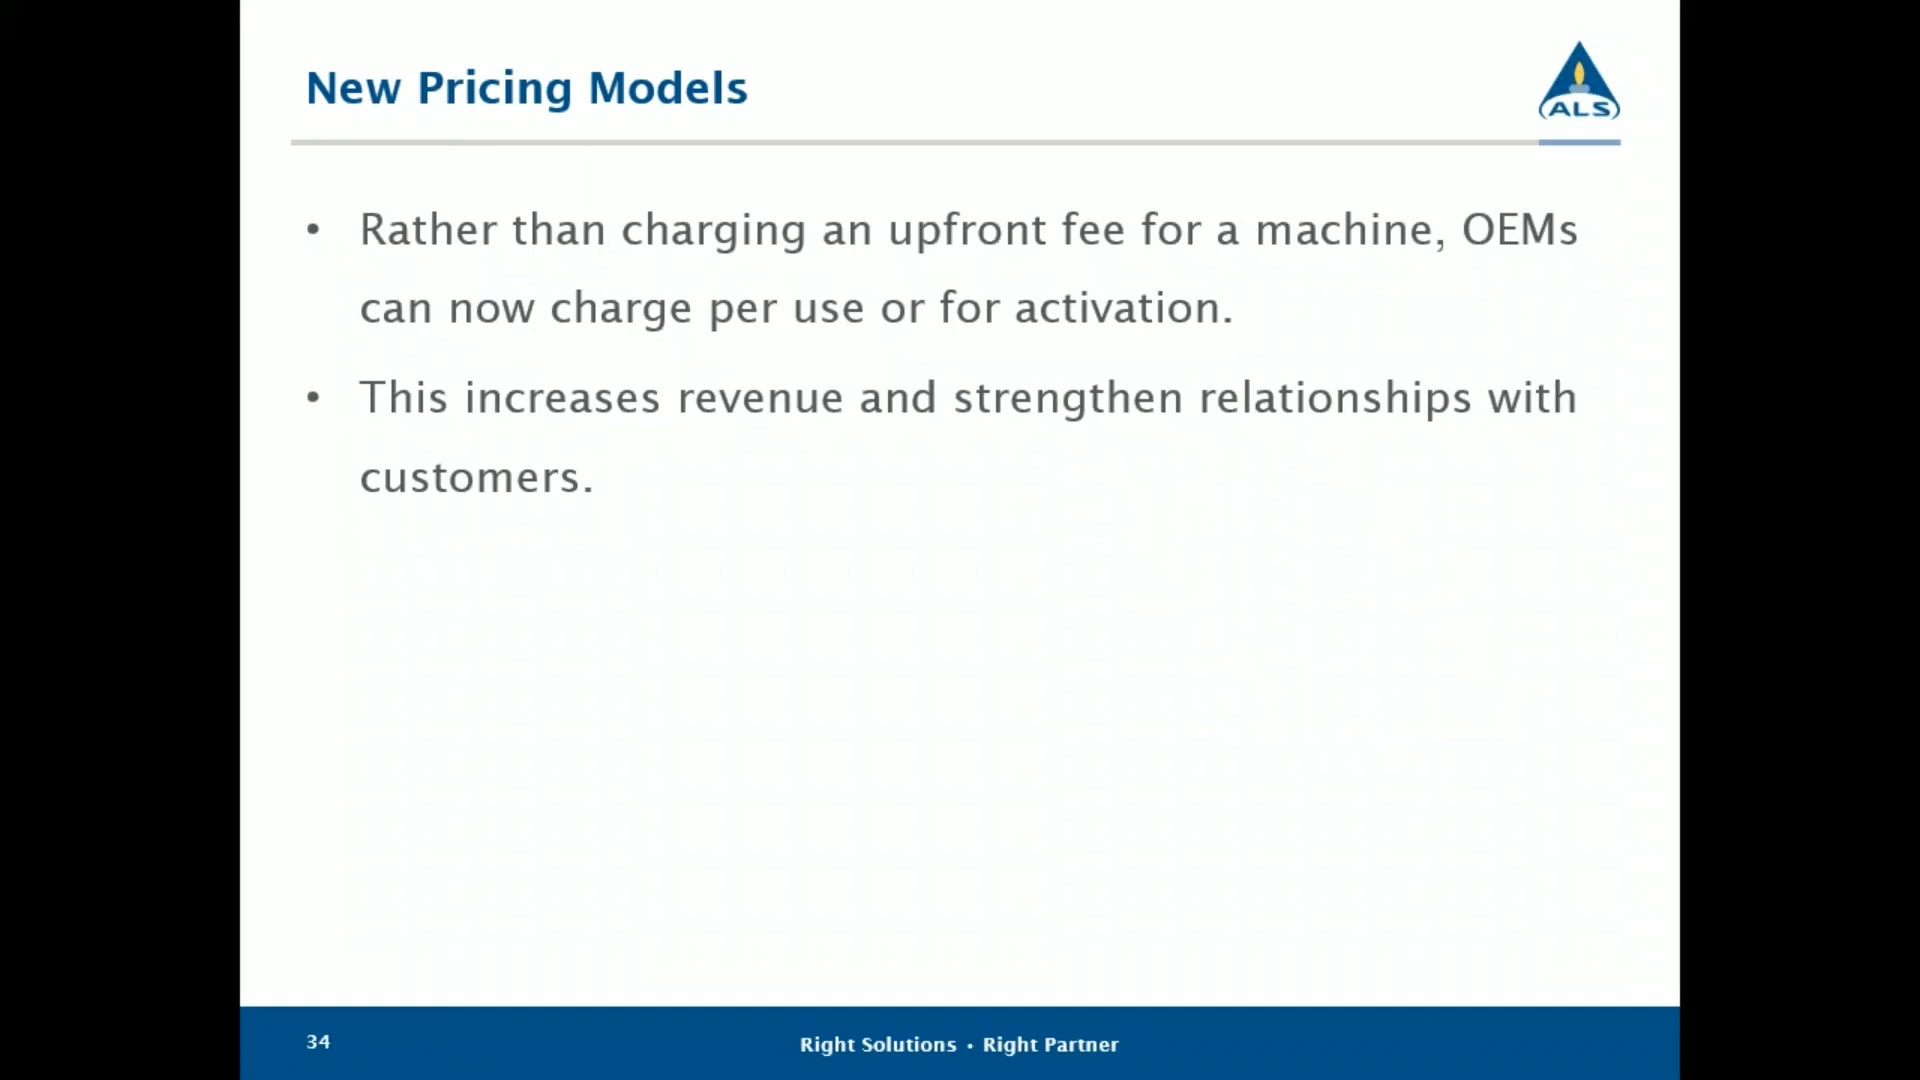 New Pricing Models
ALS
• Rather than charging an upfront fee for a machine, OEMs
can now charge per use or for activation.
• This increases revenue and strengthen relationships with
customers.
34
Right Solutions • Right Partner